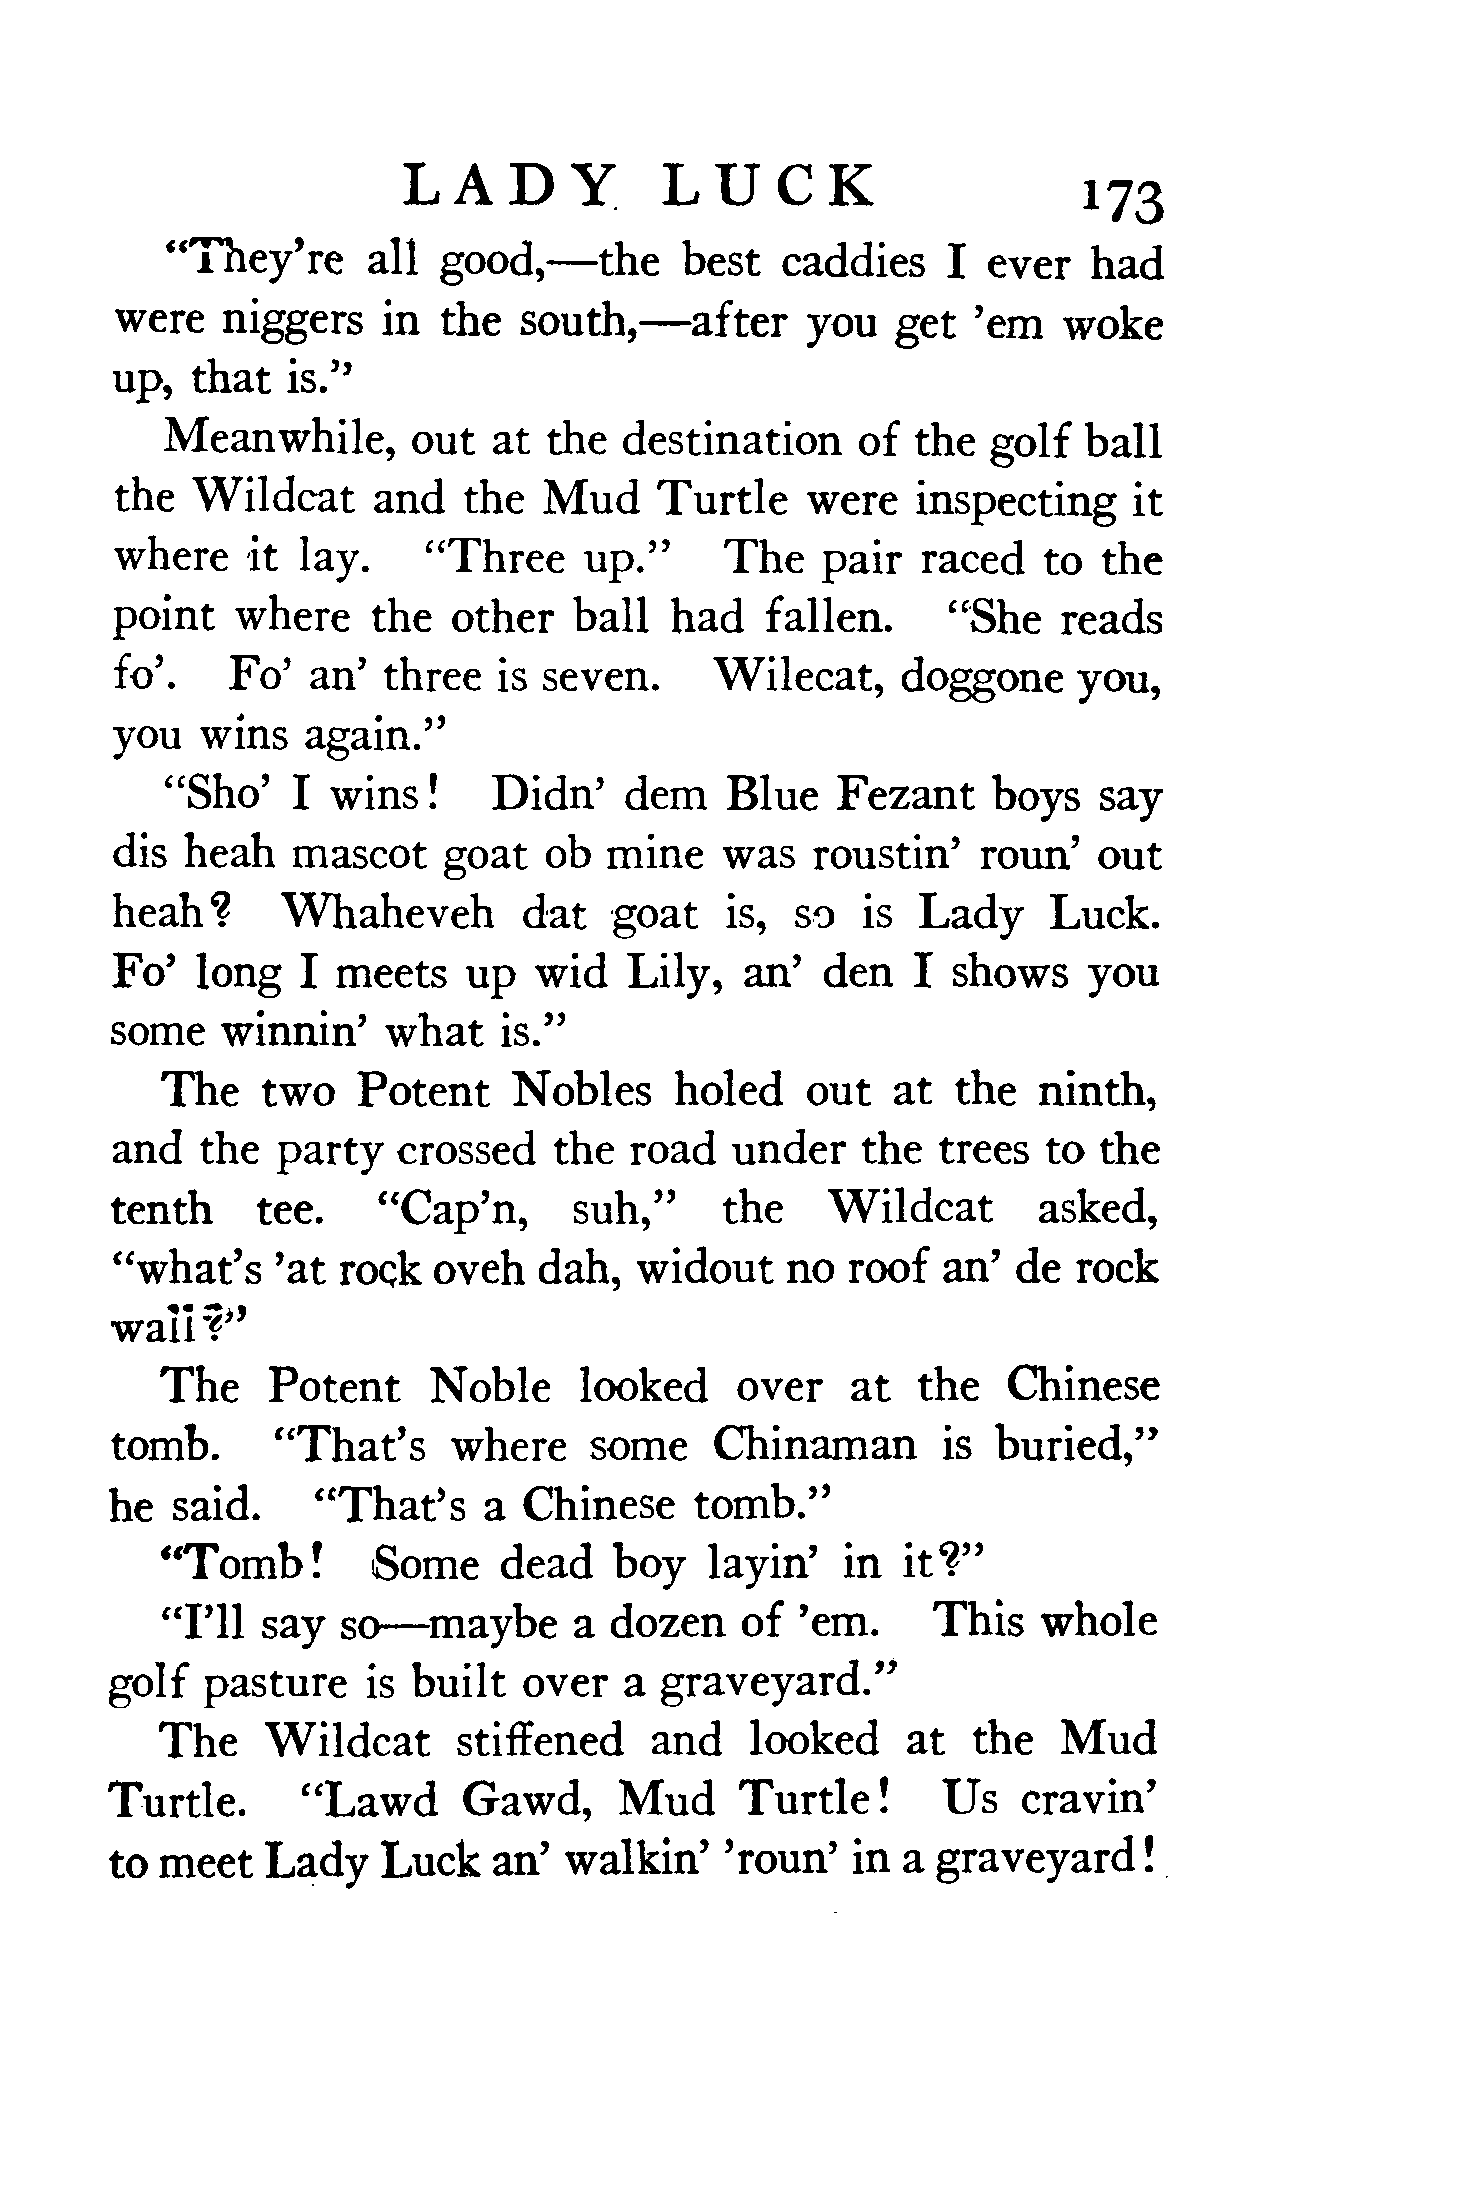 LADY LUCK 173
“They’re all good,—the best caddies I ever had
were niggers in the south,—after you get ’em woke
up, that is.”
Meanwhile, out at the destination of the golf ball
the Wildcat and the Mud Turtle were inspecting it
where it lay. “Three up.” The pair raced to the
point where the other ball had fallen. “She reads
fo’. Fo’ an’ three is seven. Wilecat, doggone you,
you wins again.”
“Sho’ I wins! Didn’ dem Blue Fezant boys say
dis heah mascot goat ob mine was roustin’ roun’ out
heah? Whaheveh dat goat is, so is Lady Luck.
Fo’ long I meets up wid Lily, an’ den I shows you
some winnin’ what is.”
The two Potent Nobles holed out at the ninth,
and the party crossed the road under the trees to the
tenth tee. “Cap’n, suh,” the Wildcat asked,
“what’s ’at rock oveh dah, widout no roof an’ de rock
wall?”
The Potent Noble looked over at the Chinese
tomb. “That’s where some Chinaman is buried,”
he said. “That’s a Chinese tomb.”
“Tomb! Some dead boy layin’ in it?”
“I’ll say so—maybe a dozen of ’em. This whole
golf pasture is built over a graveyard.”
The Wildcat stiffened and looked at the Mud
Turtle. “Lawd Gawd, Mud Turtle! Us cravin’
to meet Lady Luck an’ walkin’ ’roun’ in a graveyard!